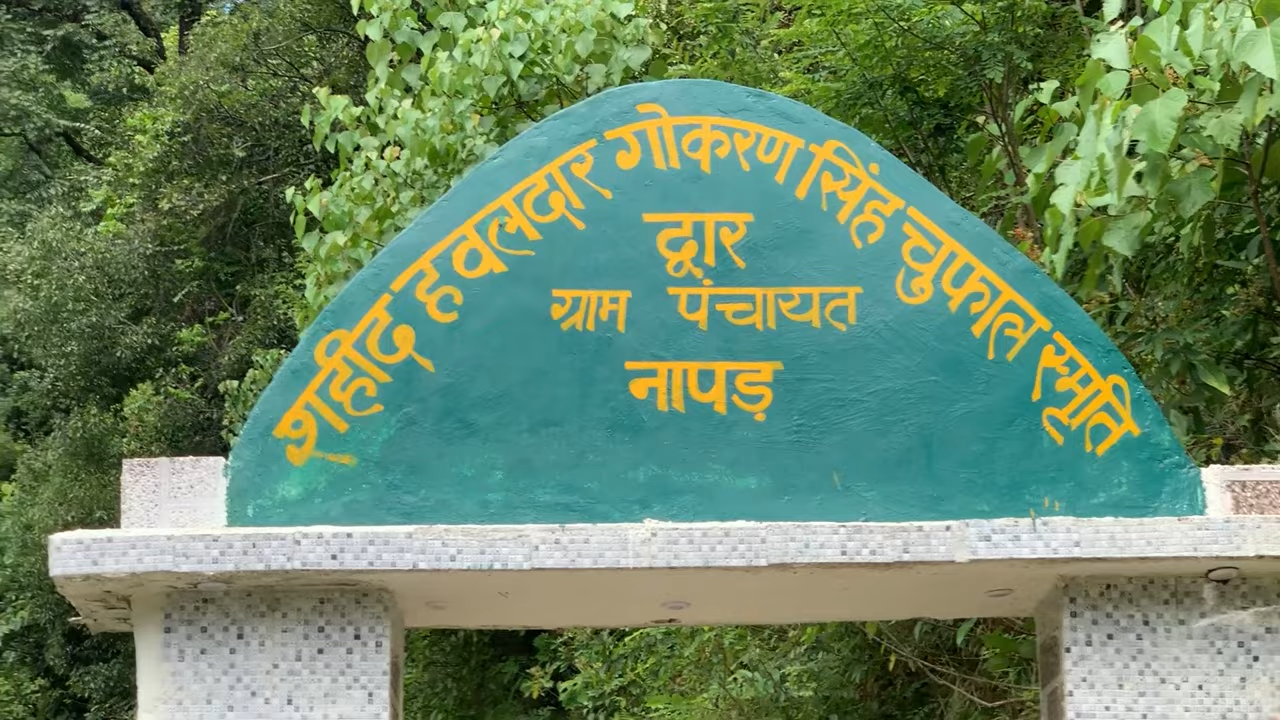 शहीद हवलदार गोकरण सिंह चुफाल स्मृति
द्वार
ग्राम पंचायत
नापड़